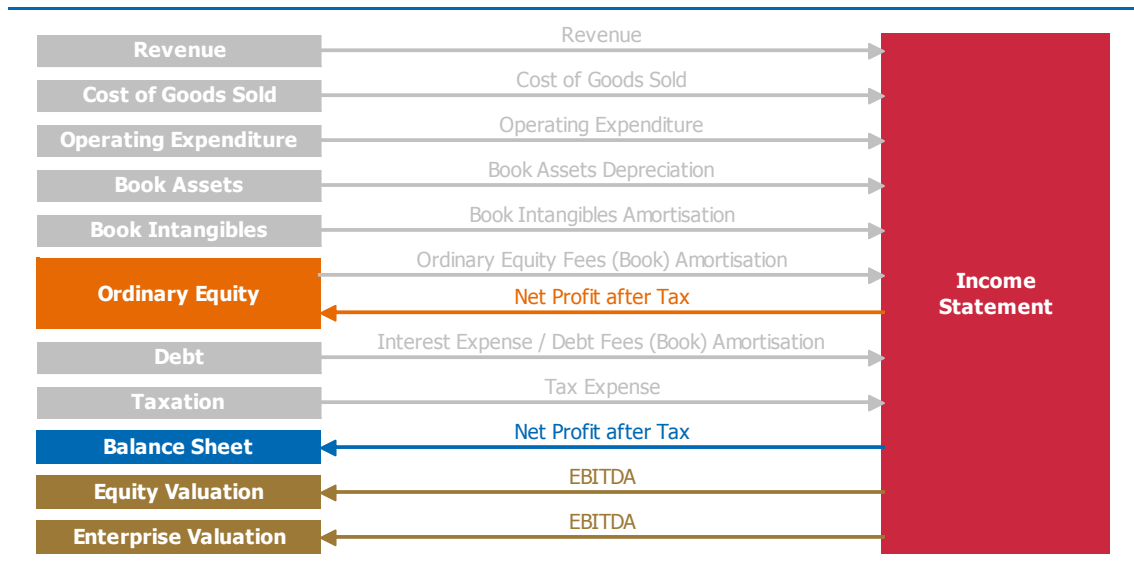 Revenue
Revenue
Cost of Goods Sold
Cost of Goods Sold
Operating Expenditure
Operating Expenditure
Book Assets
Book Assets Depreciation
Book Intangibles
Book Intangibles Amortisation
Ordinary Equity
Ordinary Equity Fees (Book) Amortisation
Net Profit after Tax
Income
Statement
Debt
Interest Expense / Debt Fees (Book) Amortisation
Taxation
Tax Expense
Balance Sheet
Net Profit after Tax
Equity Valuation
EBITDA
Enterprise Valuation
EBITDA